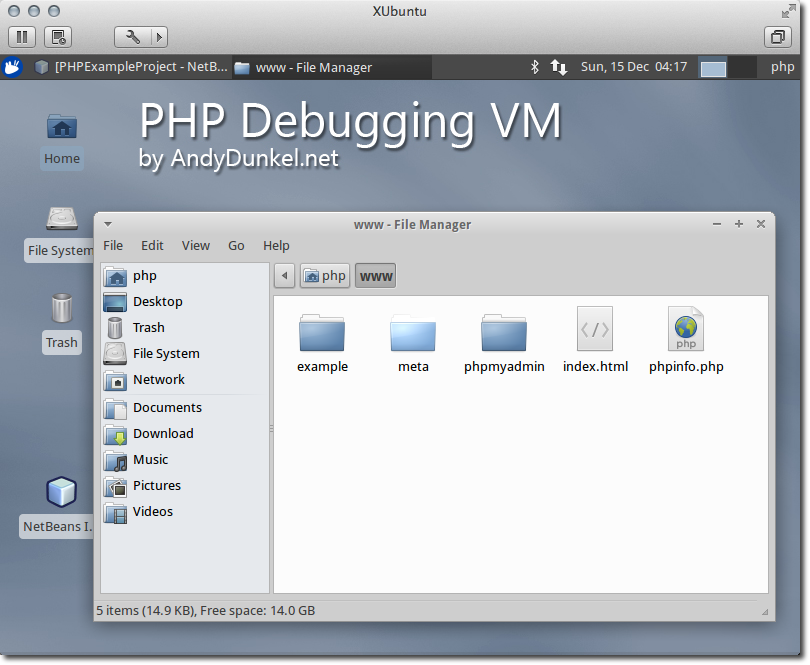 XUbuntu
[PHPExampleProject - NetB... www - File Manager Sun, 15 Dec 04:17 php
PHP Debugging VM
by AndyDunkel.net
Home
File System
Trash
NetBeans I...
www - File Manager
File Edit View Go Help
php www
php
Desktop
Trash
File System
Network
Documents
Download
Music
Pictures
Videos
</>
php
example meta phpmyadmin index.html phpinfo.php
5 items (14.9 KB), Free space: 14.0 GB